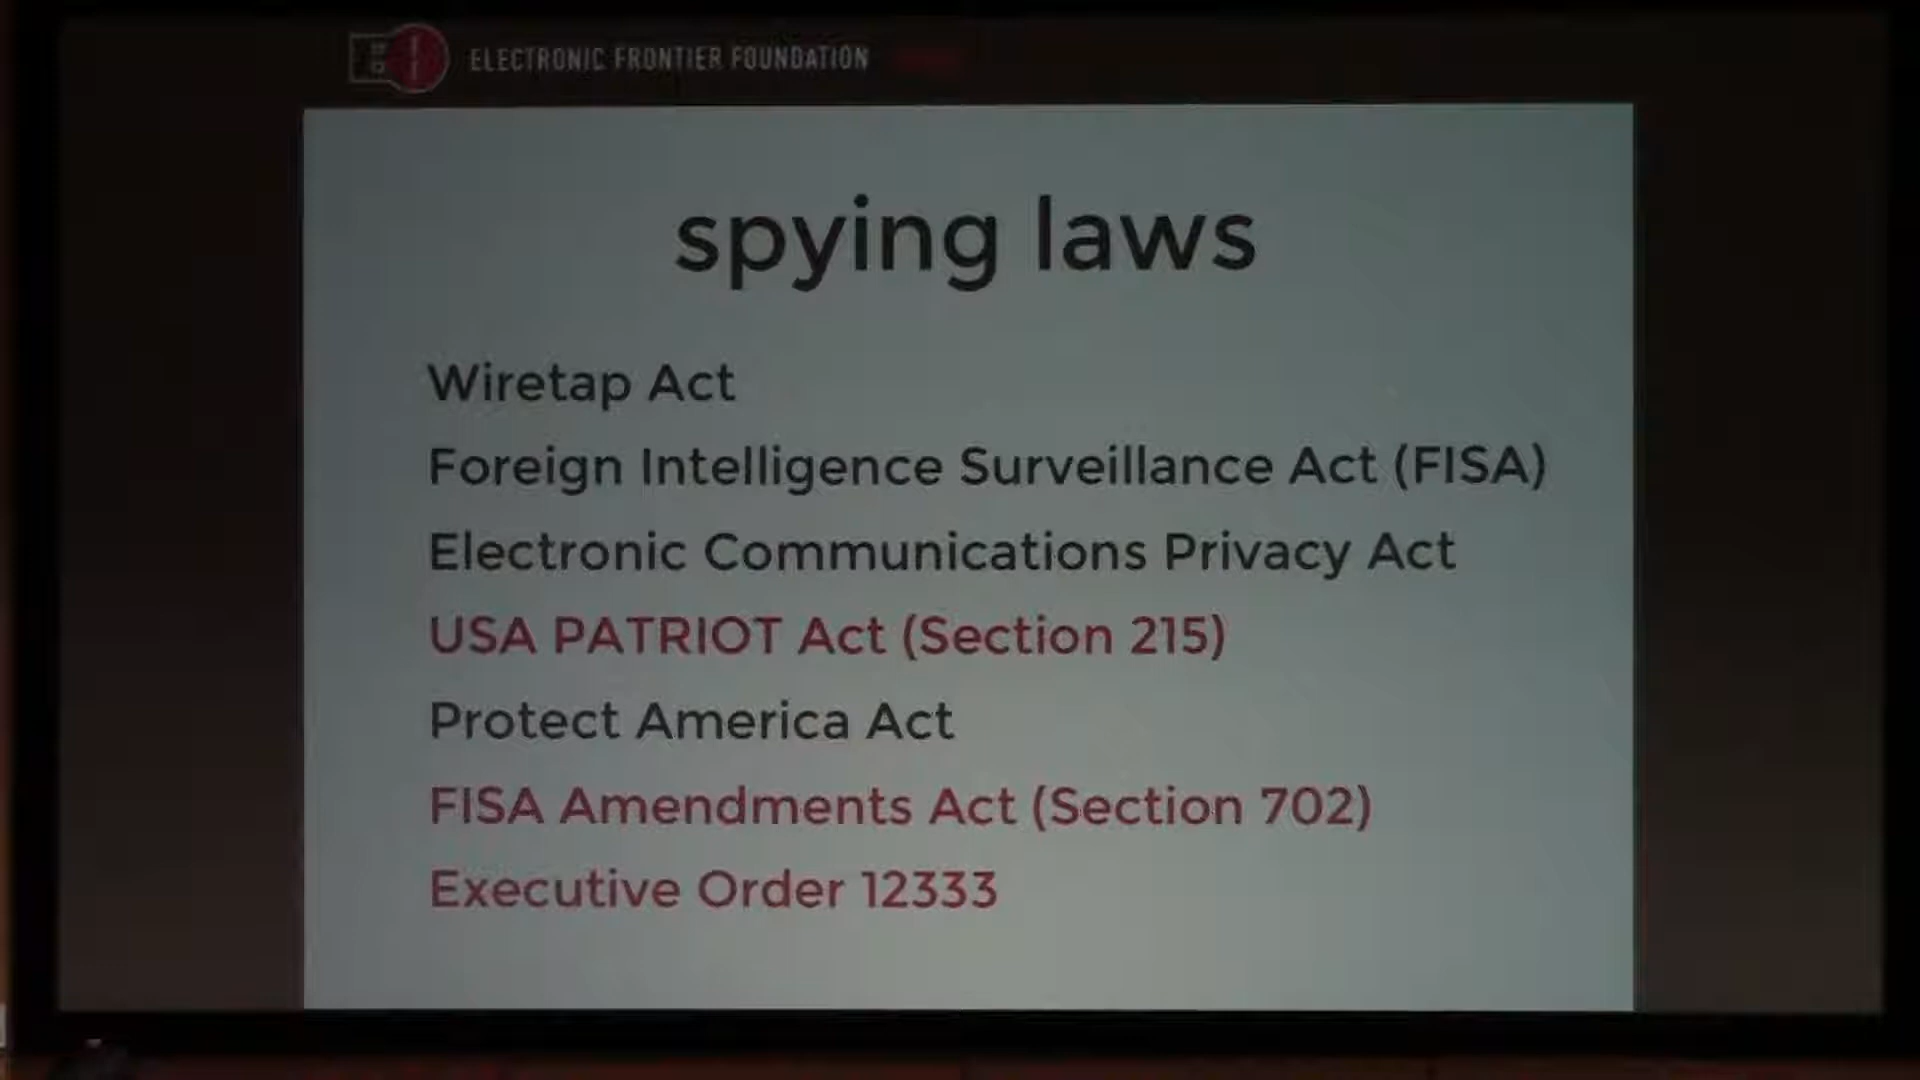 ELECTRONIC FRONTIER FOUNDATION
spying laws
Wiretap Act
Foreign Intelligence Surveillance Act (FISA)
Electronic Communications Privacy Act
USA PATRIOT Act (Section 215)
Protect America Act
FISA Amendments Act (Section 702)
Executive Order 12333